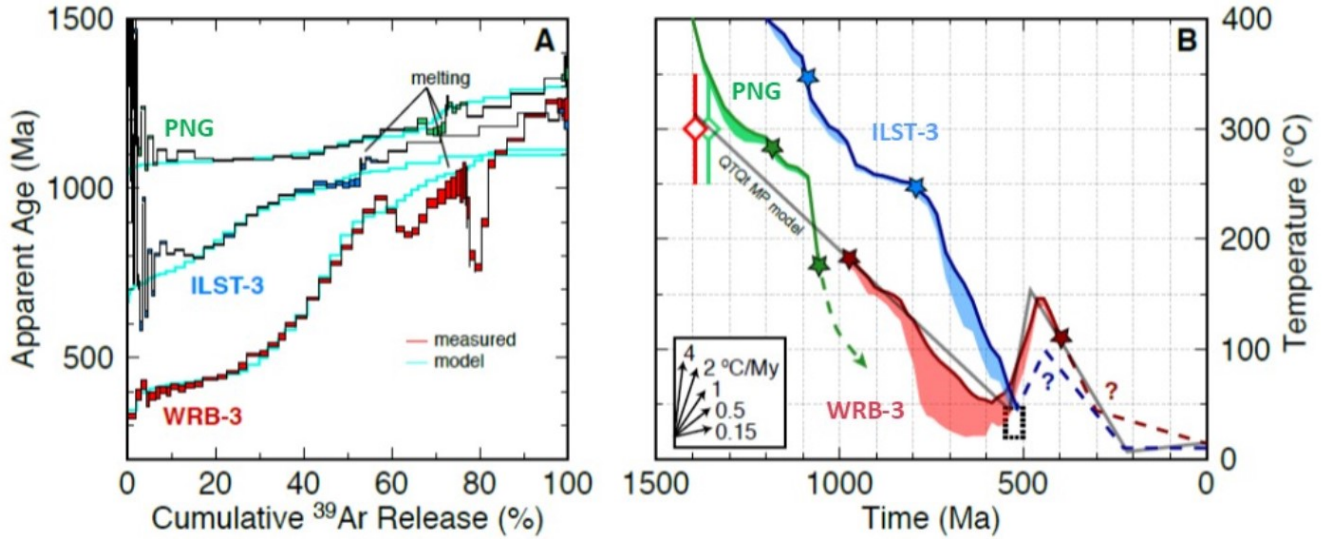 1500
1000
500
Apparent Age (Ma)
A
melting
PNG
ILST-3
WRB-3
measured
model
0 20 40 60 80 100
Cumulative ³⁹Ar Release (%)
B
PNG
ILST-3
QTQt MP model
WRB-3
?
?
4
2 ºC/My
1
0.5
0.15
400
300
200
100
0
Temperature (°C)
1500 1000 500 0
Time (Ma)